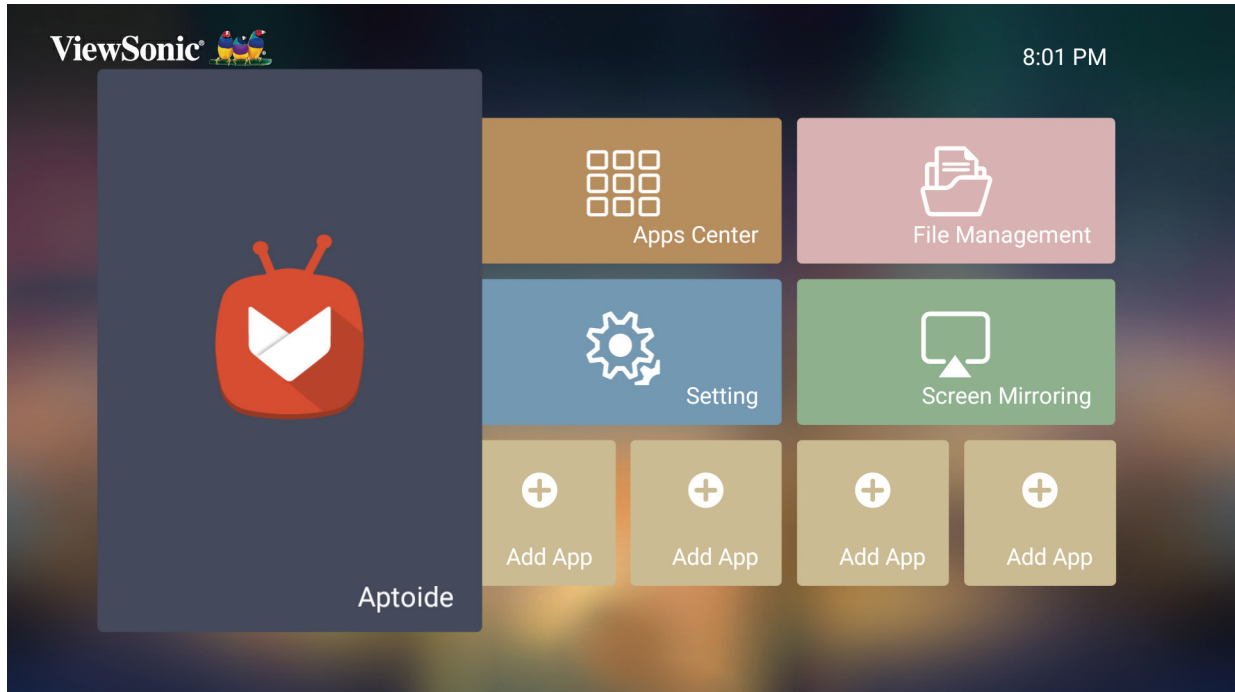 ViewSonic®
8:01 PM
Apps Center
File Management
Setting
Screen Mirroring
Add App
Add App
Add App
Add App
Aptoide